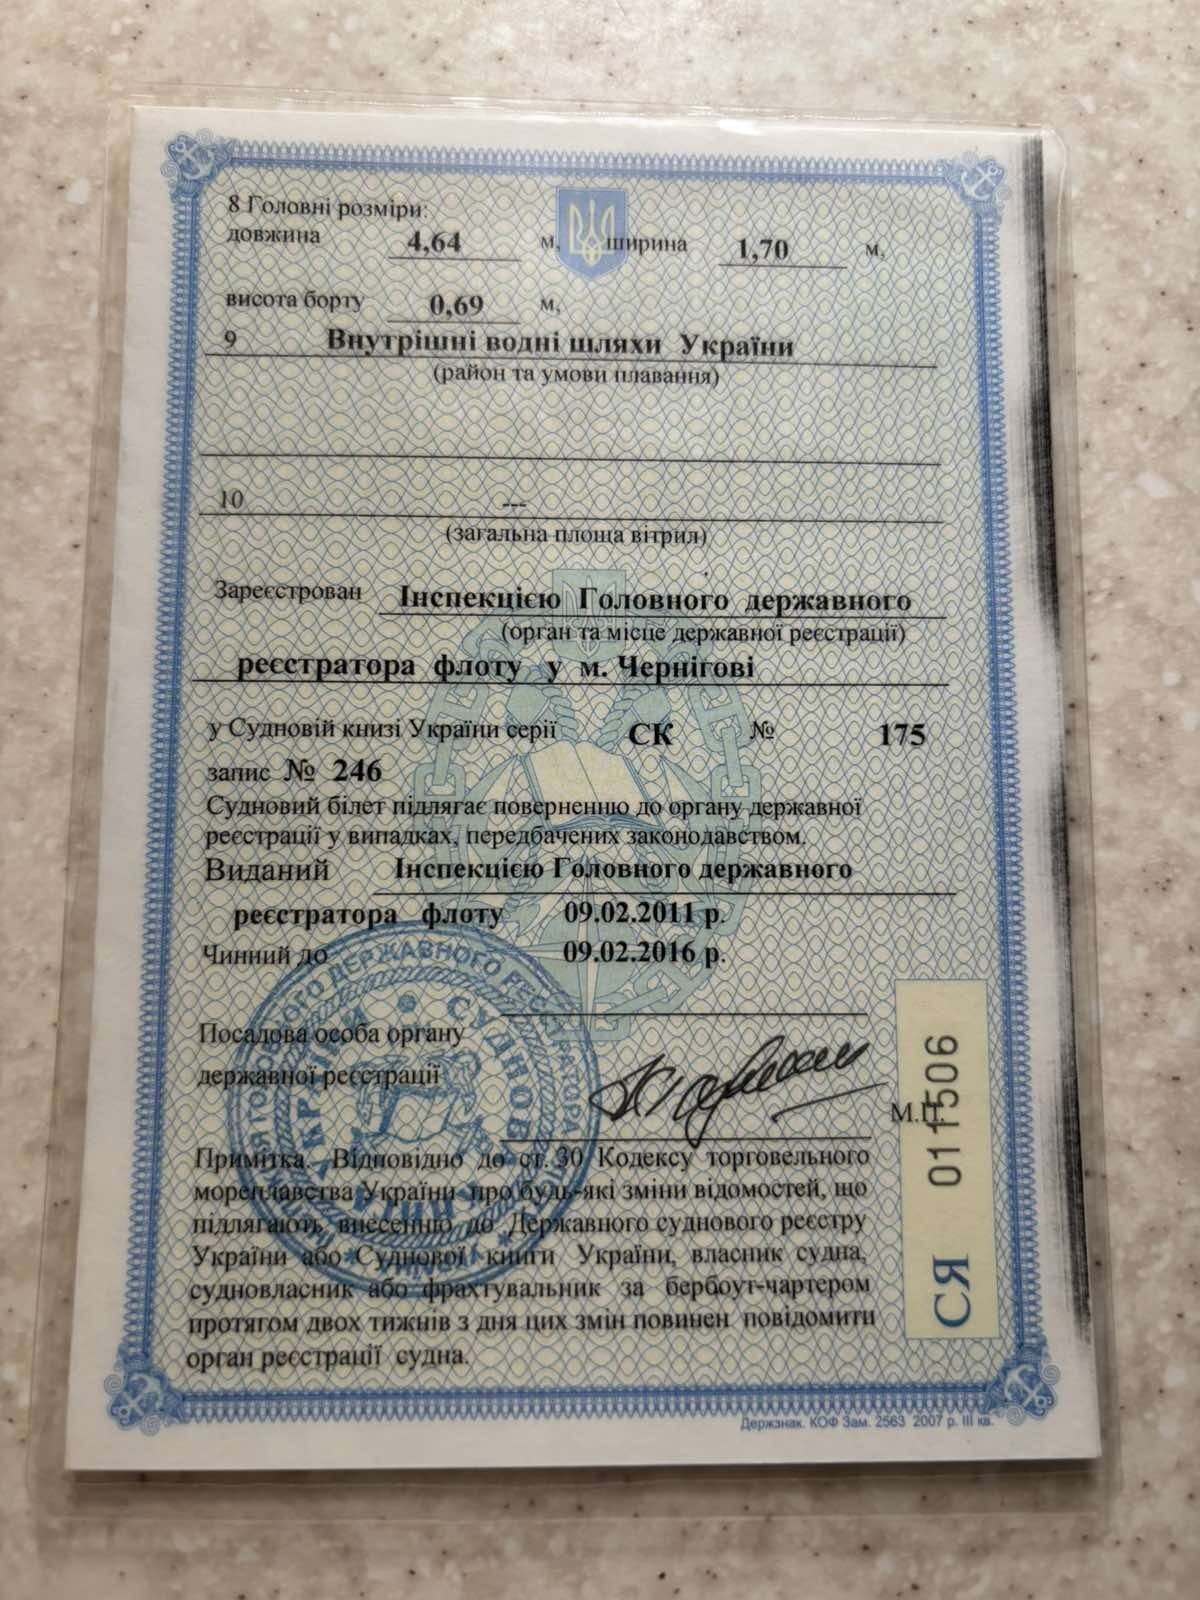 8 Головні розміри:
довжина 4,64 м, ширина 1,70 м,
висота борту 0,69 м,
9 Внутрішні водні шляхи України
(район та умови плавання)
10 ---
(загальна площа вітрил)
Зареєстрован Інспекцією Головного державного
(орган та місце державної реєстрації)
реєстратора флоту у м. Чернігові
у Судновій книзі України серії СК № 175
запис № 246
Судновий білет підлягає поверненню до органу державної
реєстрації у випадках, передбачених законодавством.
Виданий Інспекцією Головного державного
реєстратора флоту 09.02.2011 р.
Чинний до 09.02.2016 р.
Посадова особа органу
державної реєстрації
М.П.
Примітка. Відповідно до ст. 30 Кодексу торговельного
мореплавства України про будь-які зміни відомостей, що
підлягають внесенню до Державного суднового реєстру
України або Суднової книги України, власник судна,
судновласник або фрахтувальник за бербоут-чартером
протягом двох тижнів з дня цих змін повинен повідомити
орган реєстрації судна.
СЯ 011506
ГОЛОВНОГО ДЕРЖАВНОГО РЕЄСТРАТОРА
СУДНОВ
УКРАЇНИ
Держзнак. КОФ Зам. 2563 2007 р. III кв.